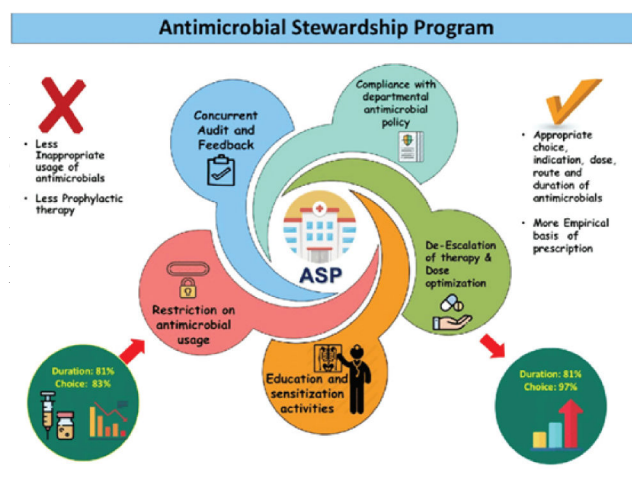 Antimicrobial Stewardship Program
• Less
Inappropriate
usage of
antimicrobials
• Less Prophylactic
therapy
Concurrent
Audit and
Feedback
Compliance with
departmental
antimicrobial
policy
• Appropriate
choice,
indication, dose,
route and
duration of
antimicrobials
• More Empirical
basis of
prescription
ASP
De-Escalation
of therapy &
Dose
optimization
Restriction on
antimicrobial
usage
Education and
sensitization
activities
Duration: 81%
Choice: 83%
Duration: 81%
Choice: 97%